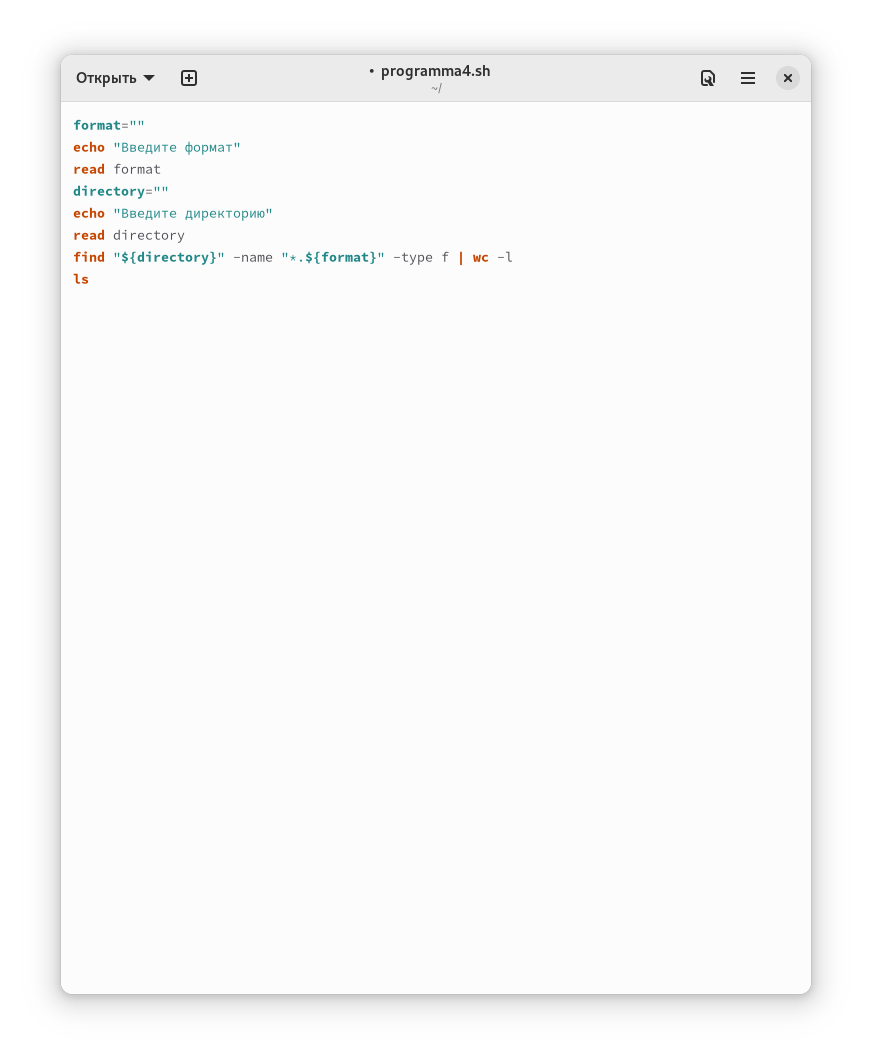 Открыть
• programma4.sh
~/
format=""
echo "Введите формат"
read format
directory=""
echo "Введите директорию"
read directory
find "${directory}" -name "*.${format}" -type f | wc -l
ls